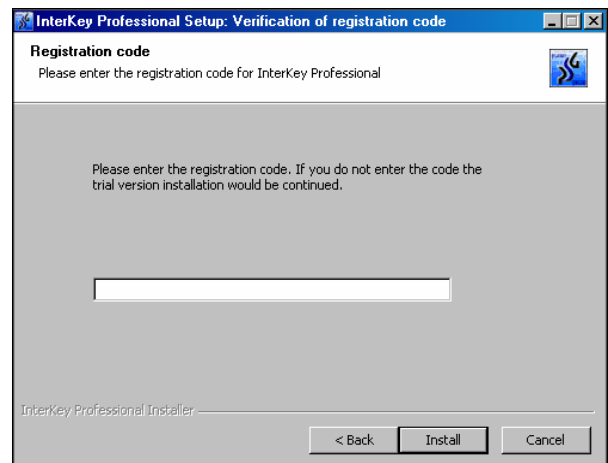 InterKey Professional Setup: Verification of registration code
Registration code
Please enter the registration code for InterKey Professional
Please enter the registration code. If you do not enter the code the
trial version installation would be continued.
InterKey Professional Installer
< Back Install Cancel